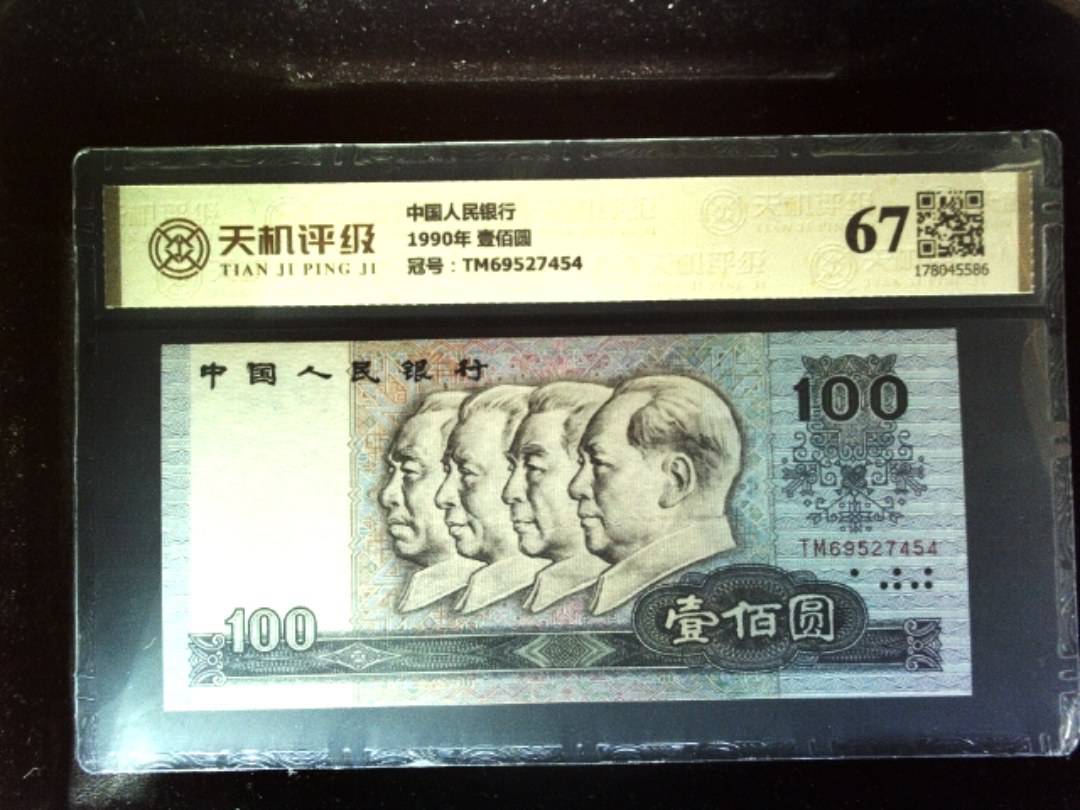 天机评级
TIAN JI PING JI
中国人民银行
1990年 壹佰圆
冠号：TM69527454
67
178045586
中国人民银行
100
TM69527454
100
壹佰圆